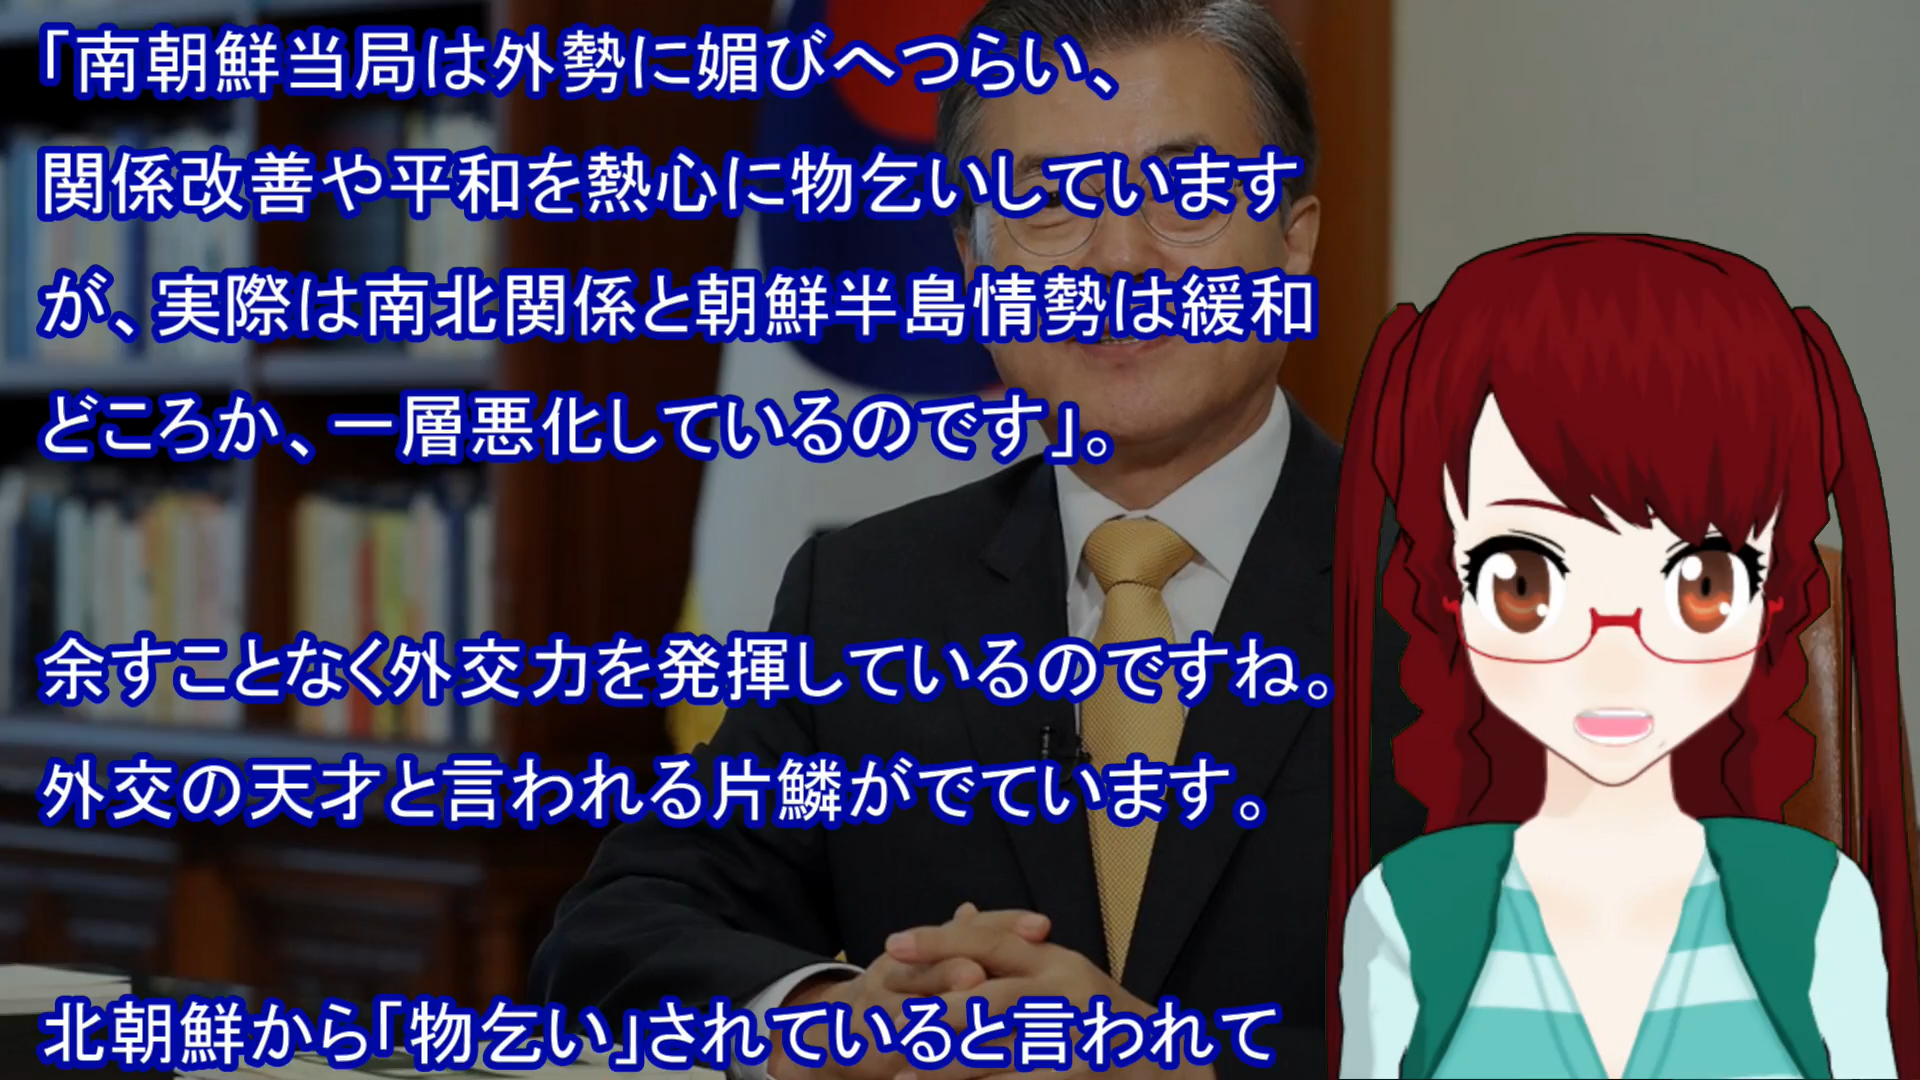 「南朝鮮当局は外勢に媚びへつらい、
関係改善や平和を熱心に物乞いしています
が、実際は南北関係と朝鮮半島情勢は緩和
どころか、一層悪化しているのです」。
余すことなく外交力を発揮しているのですね。
外交の天才と言われる片鱗がでています。
北朝鮮から「物乞い」されていると言われて